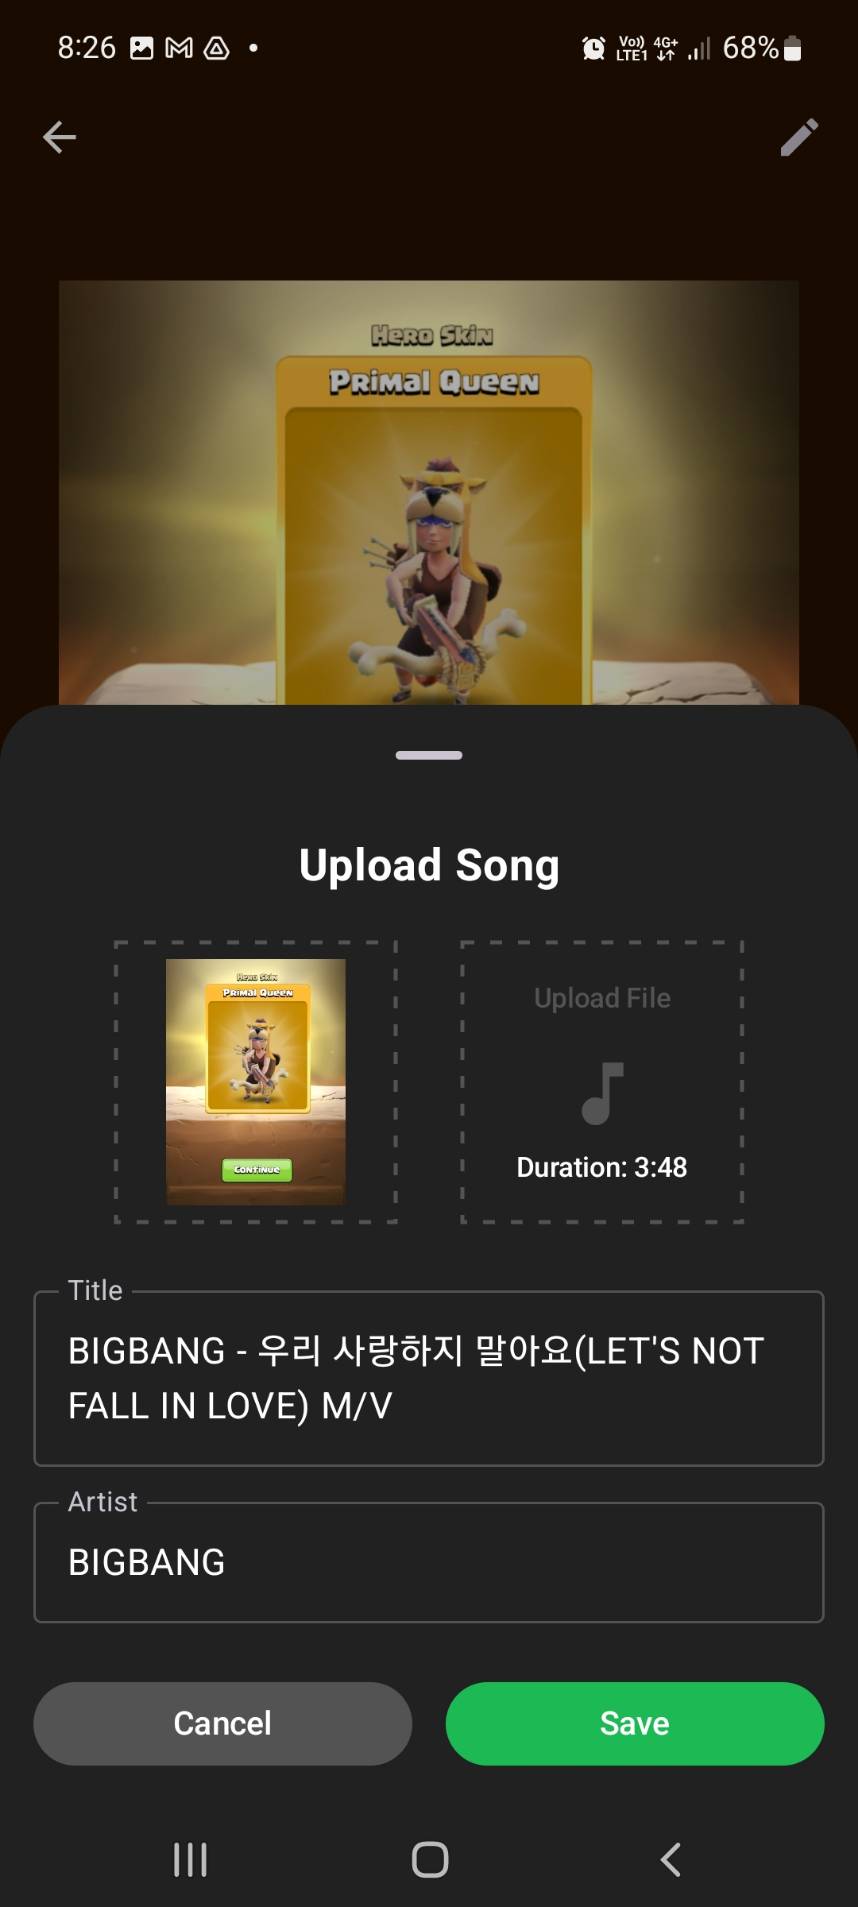 8:26
Vo)) 4G+ 68%
LTE1
Hero Skin
Primal Queen
Upload Song
Hero Skin
Primal Queen
Continue
Upload File
Duration: 3:48
Title
BIGBANG - 우리 사랑하지 말아요(LET'S NOT
FALL IN LOVE) M/V
Artist
BIGBANG
Cancel Save